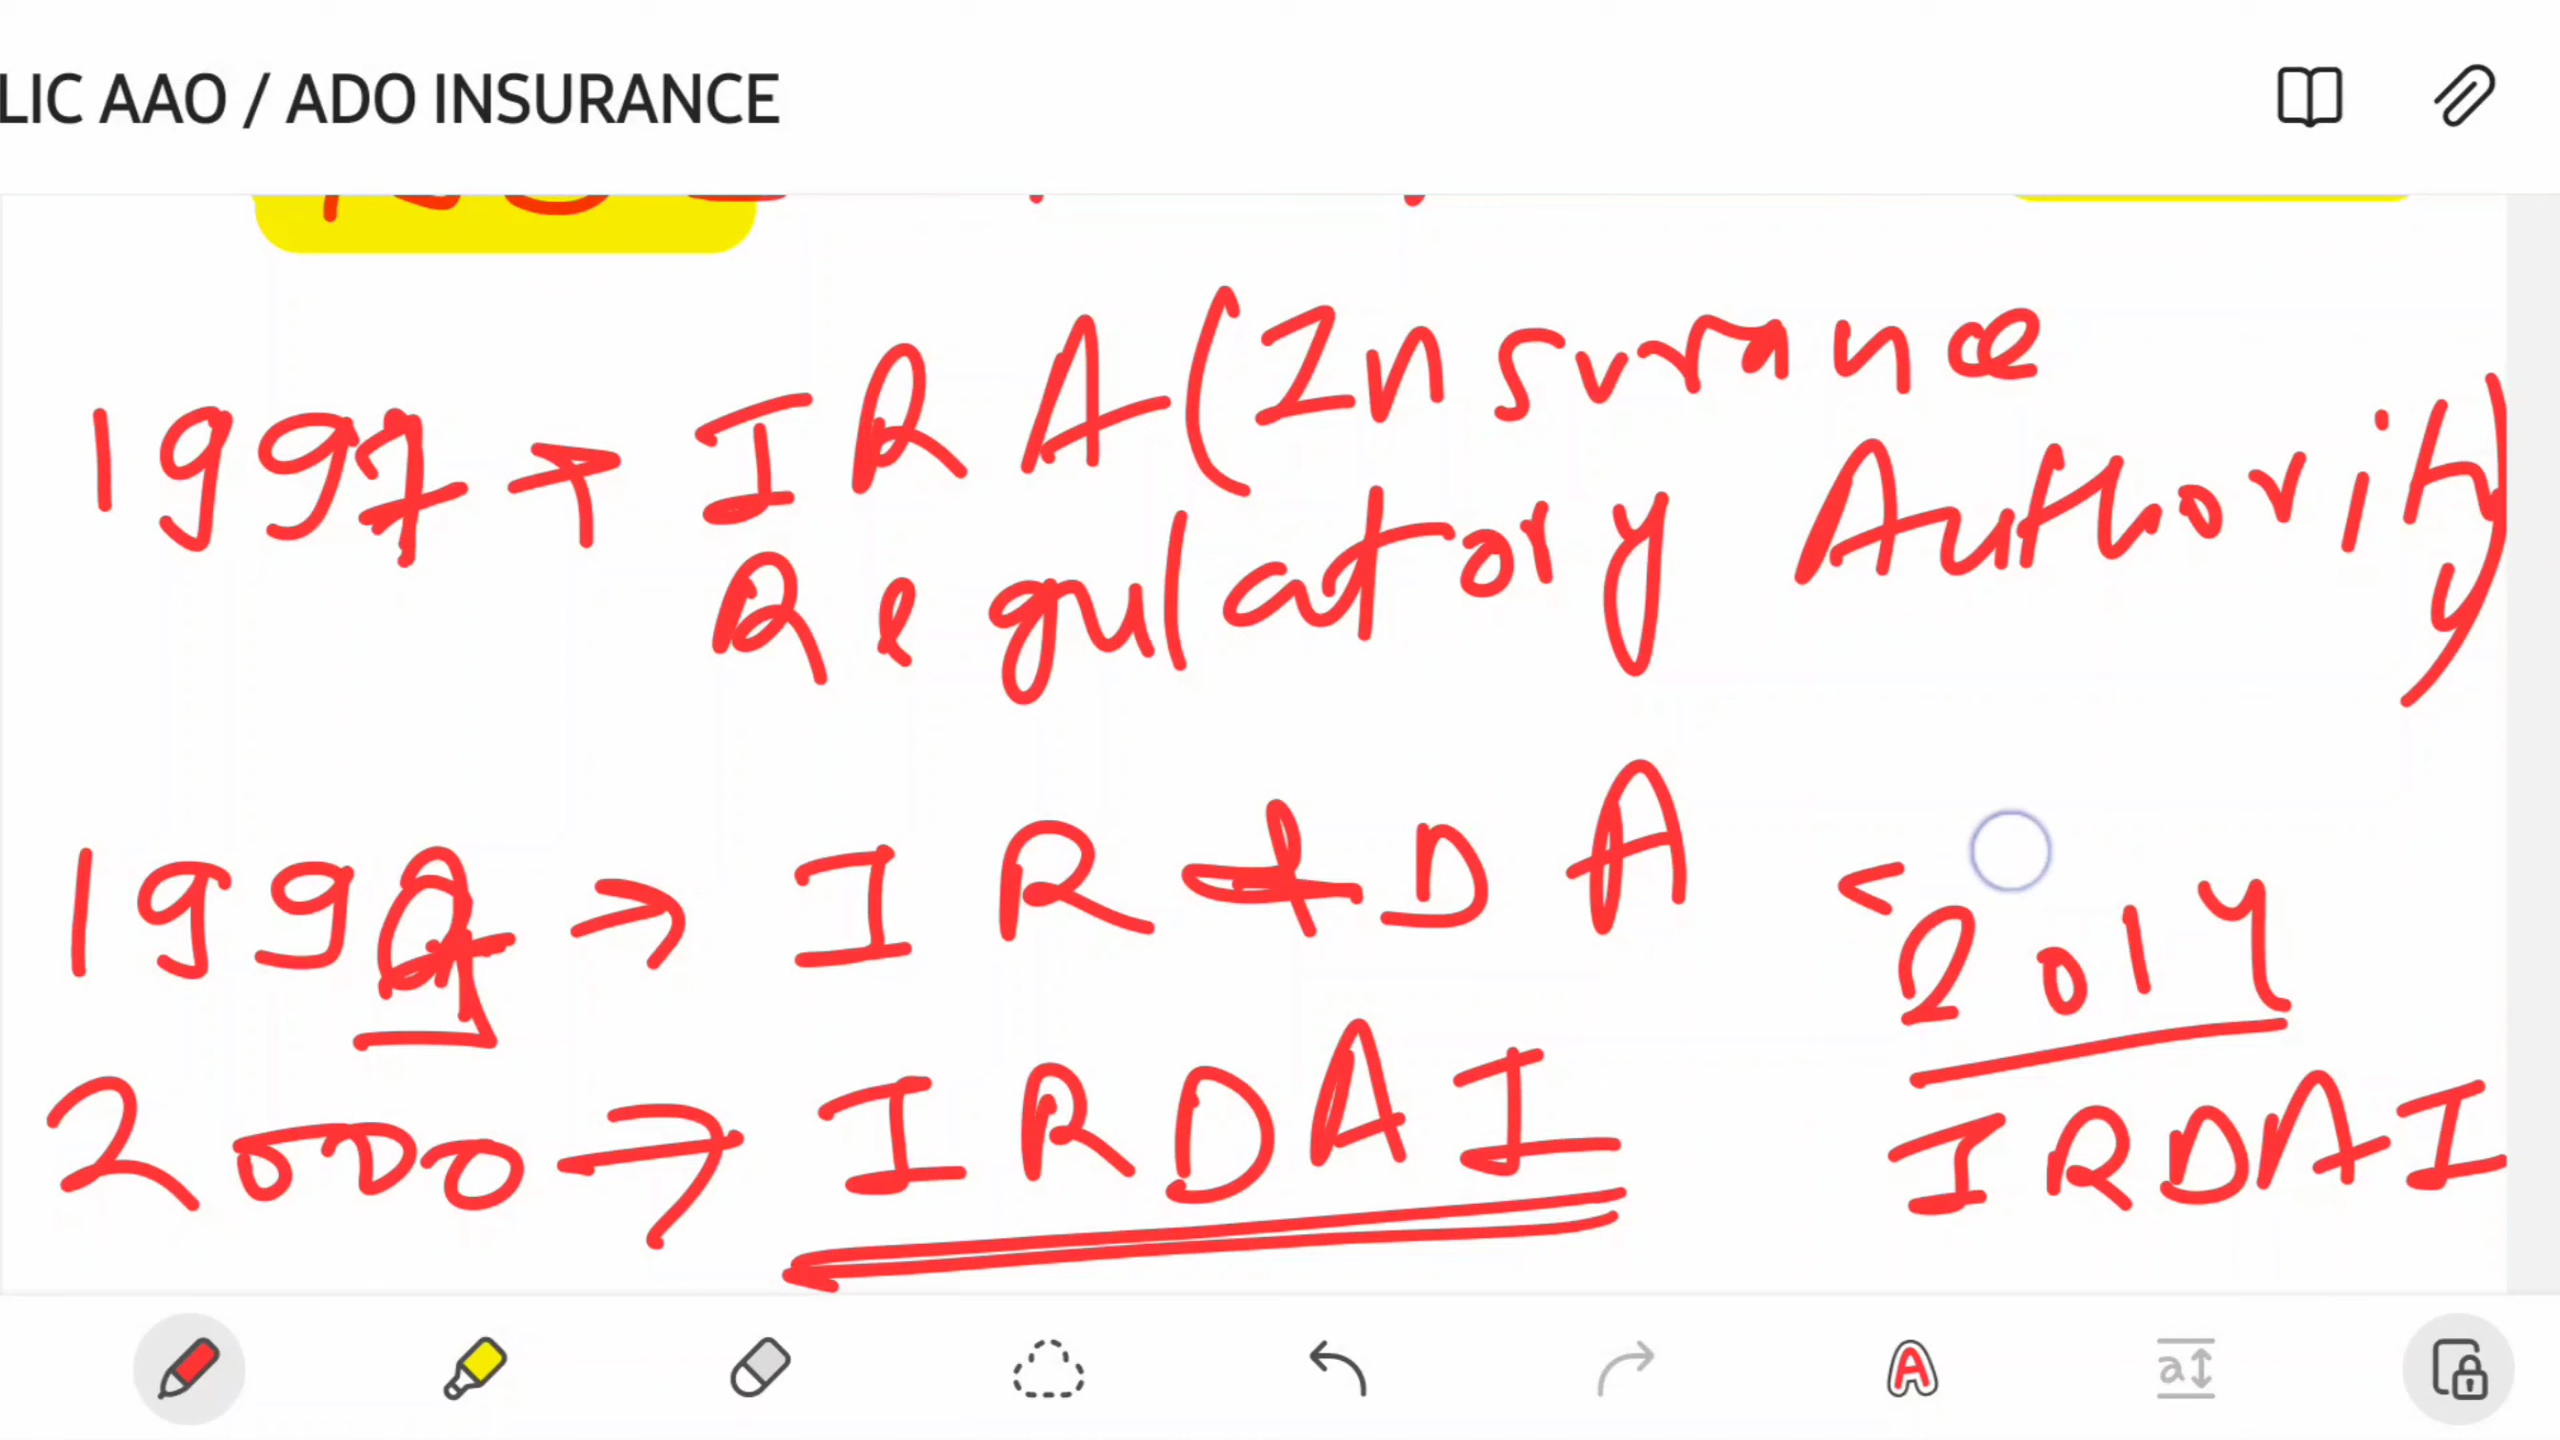 LIC AAO / ADO INSURANCE
1997 → IRA (Insurance
Regulatory Authority)
1999 → IR & DA < 2014
2000 → IRDAI IRDAI
A
a